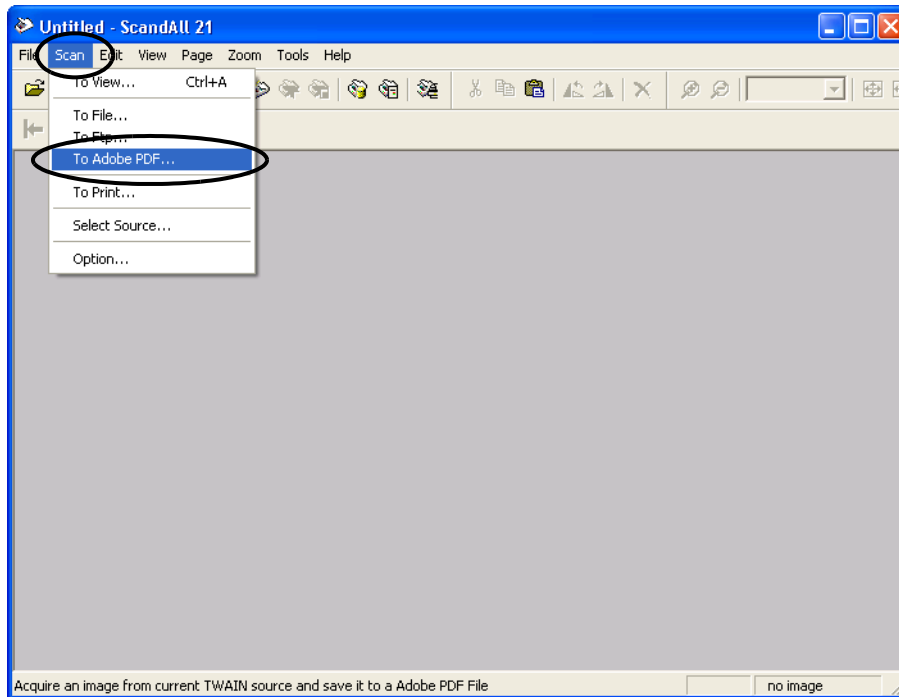 Untitled - ScandAll 21
File Scan Edit View Page Zoom Tools Help
To View... Ctrl+A
To File...
To Ftp...
To Adobe PDF...
To Print...
Select Source...
Option...
Acquire an image from current TWAIN source and save it to a Adobe PDF File no image